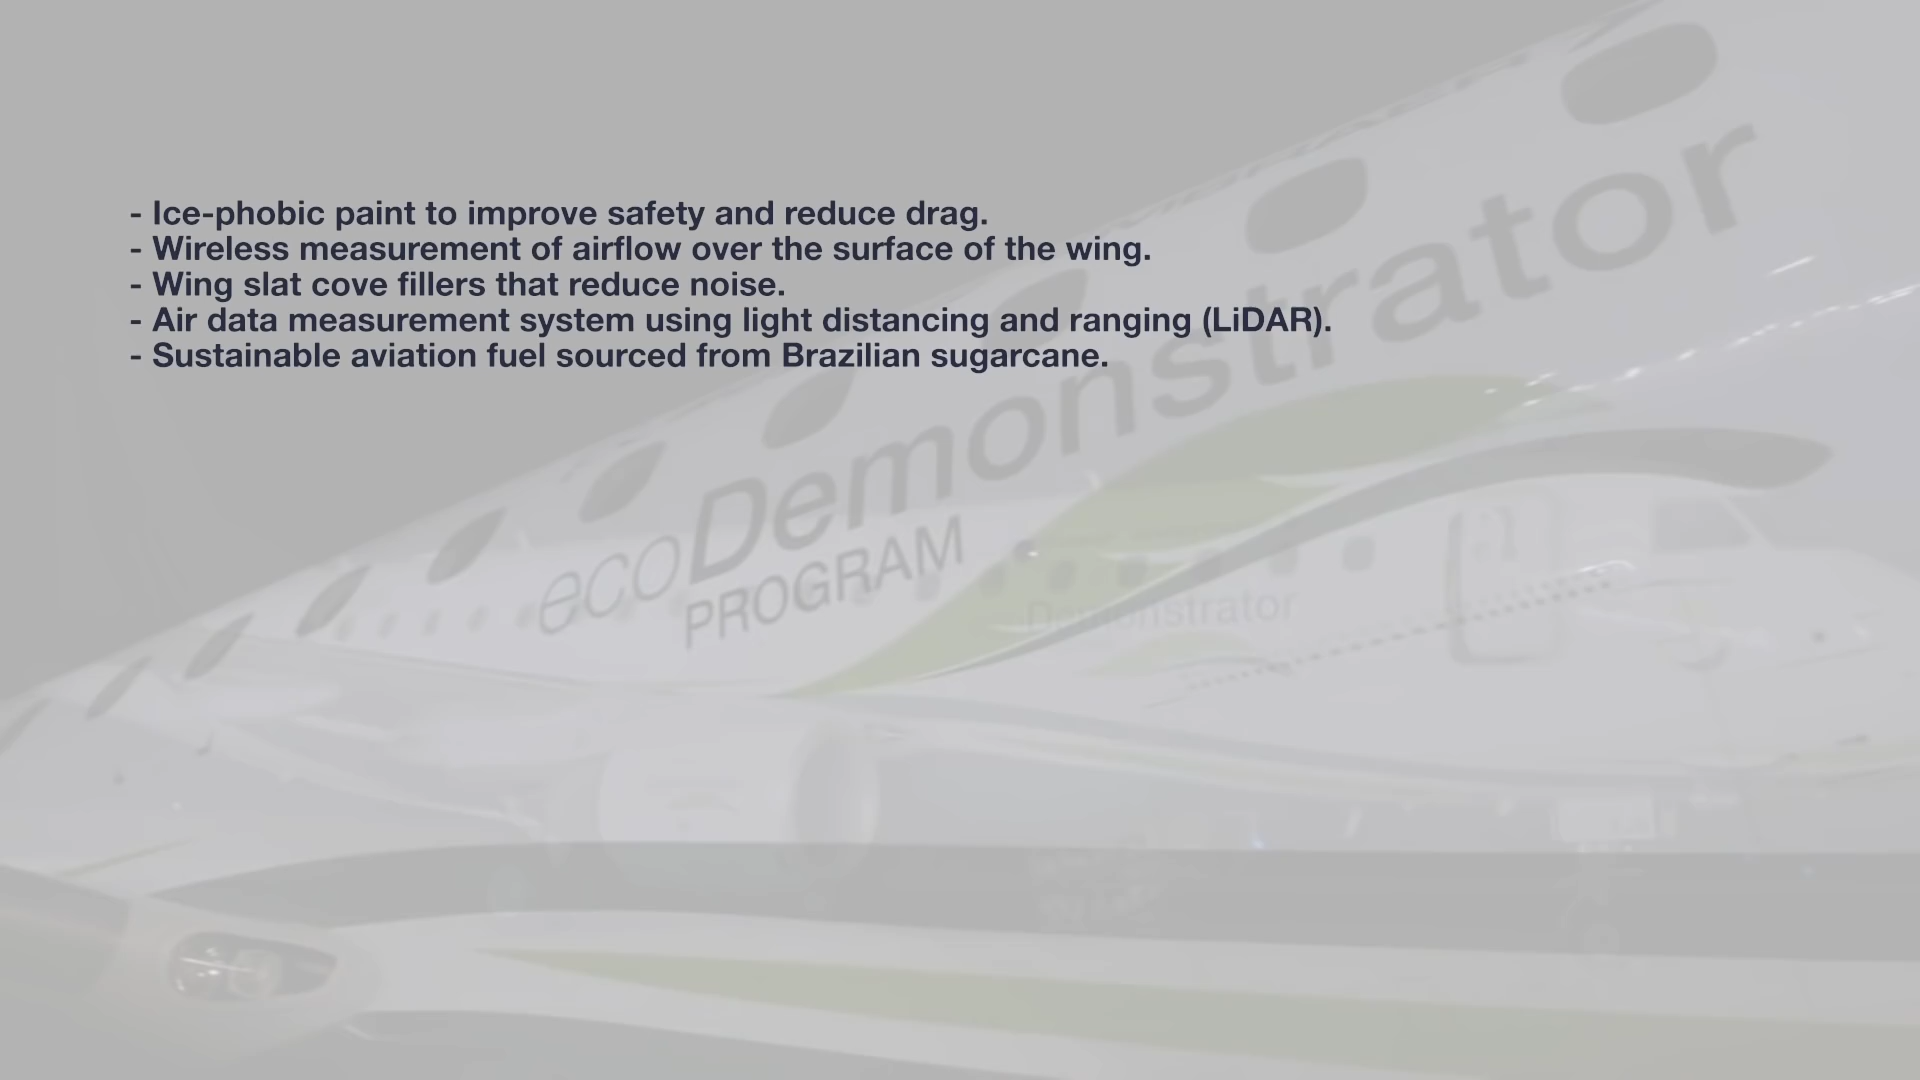 - Ice-phobic paint to improve safety and reduce drag.
- Wireless measurement of airflow over the surface of the wing.
- Wing slat cove fillers that reduce noise.
- Air data measurement system using light distancing and ranging (LiDAR).
- Sustainable aviation fuel sourced from Brazilian sugarcane.
ecoDemonstrator
PROGRAM
Demonstrator